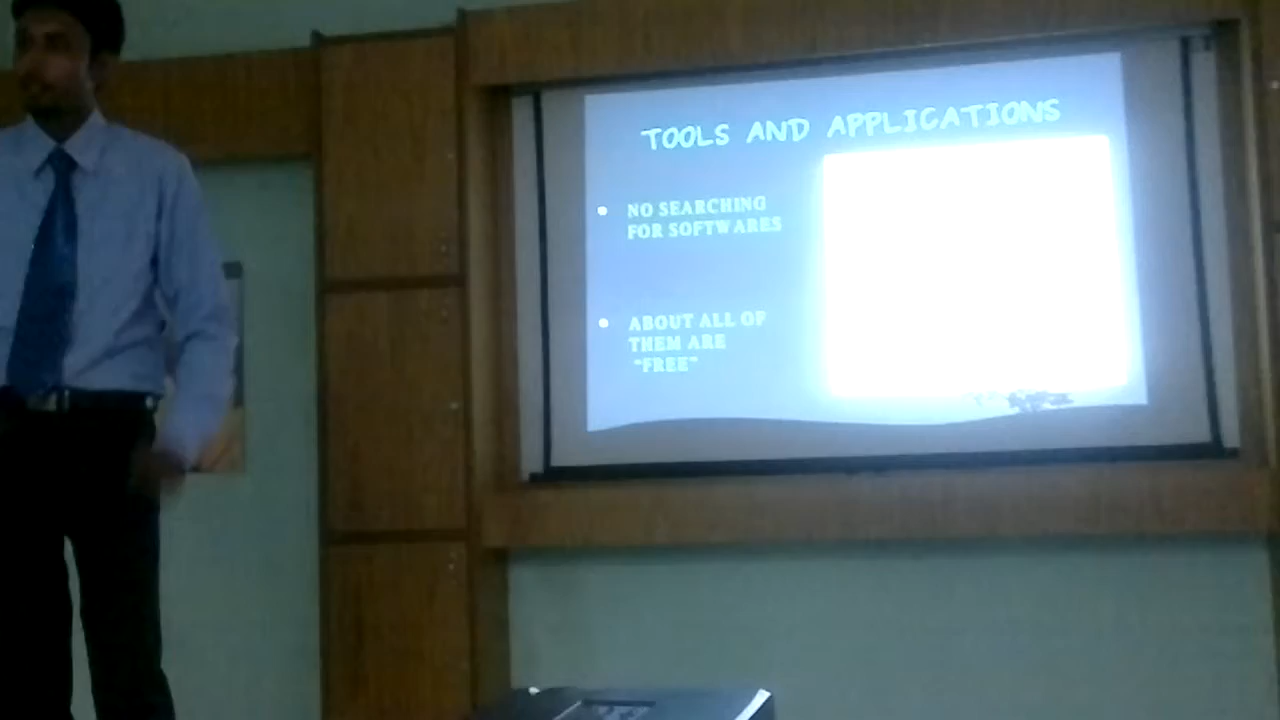 TOOLS AND APPLICATIONS
NO SEARCHING
FOR SOFTWARES
ABOUT ALL OF
THEM ARE
"FREE"